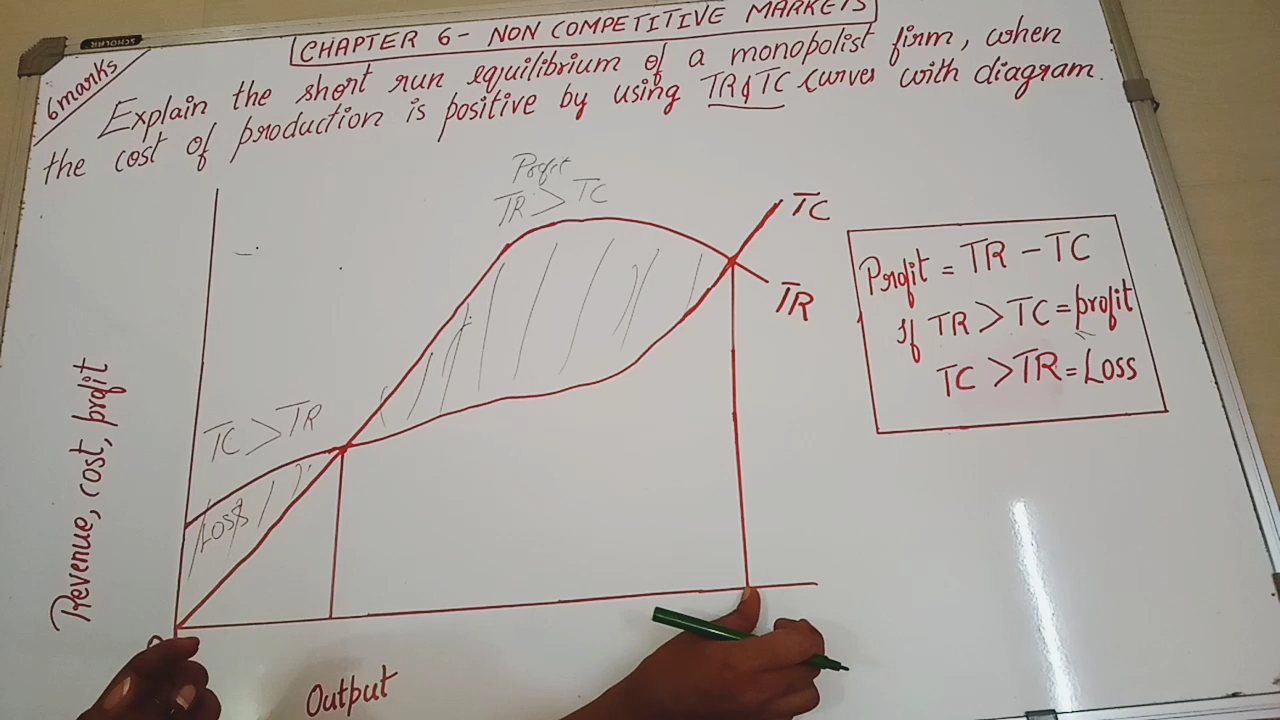 SCHOLAR
CHAPTER 6- NON COMPETITIVE MARKETS
6marks
Explain the short run equilibrium of a monopolist firm, when
the cost of production is positive by using TR & TC curves with diagram.
Profit
TR > TC
TC
TR
TC > TR
Loss
Profit = TR - TC
if TR > TC = profit
TC > TR = Loss
Revenue, cost, profit
O
Output